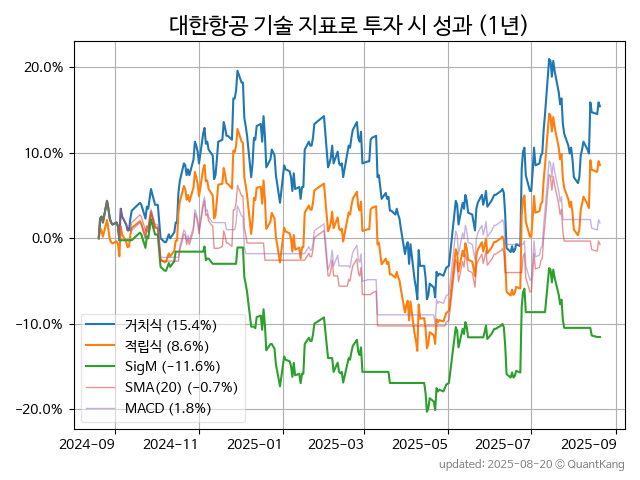 대한항공 기술 지표로 투자 시 성과 (1년)
20.0%
10.0%
0.0%
−10.0%
−20.0%
거치식 (15.4%)
적립식 (8.6%)
SigM (−11.6%)
SMA(20) (−0.7%)
MACD (1.8%)
2024-09 2024-11 2025-01 2025-03 2025-05 2025-07 2025-09
updated: 2025-08-20 © QuantKang